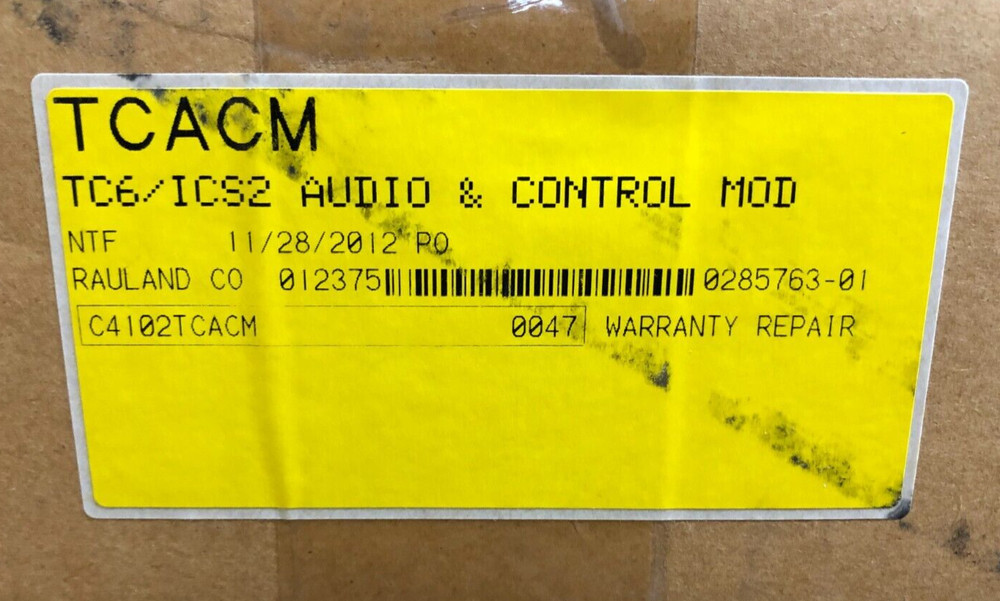 TCACM
TC6/ICS2 AUDIO & CONTROL MOD
NTF 11/28/2012 PO
RAULAND CO 012375 0285763-01
C4102TCACM 0047 WARRANTY REPAIR